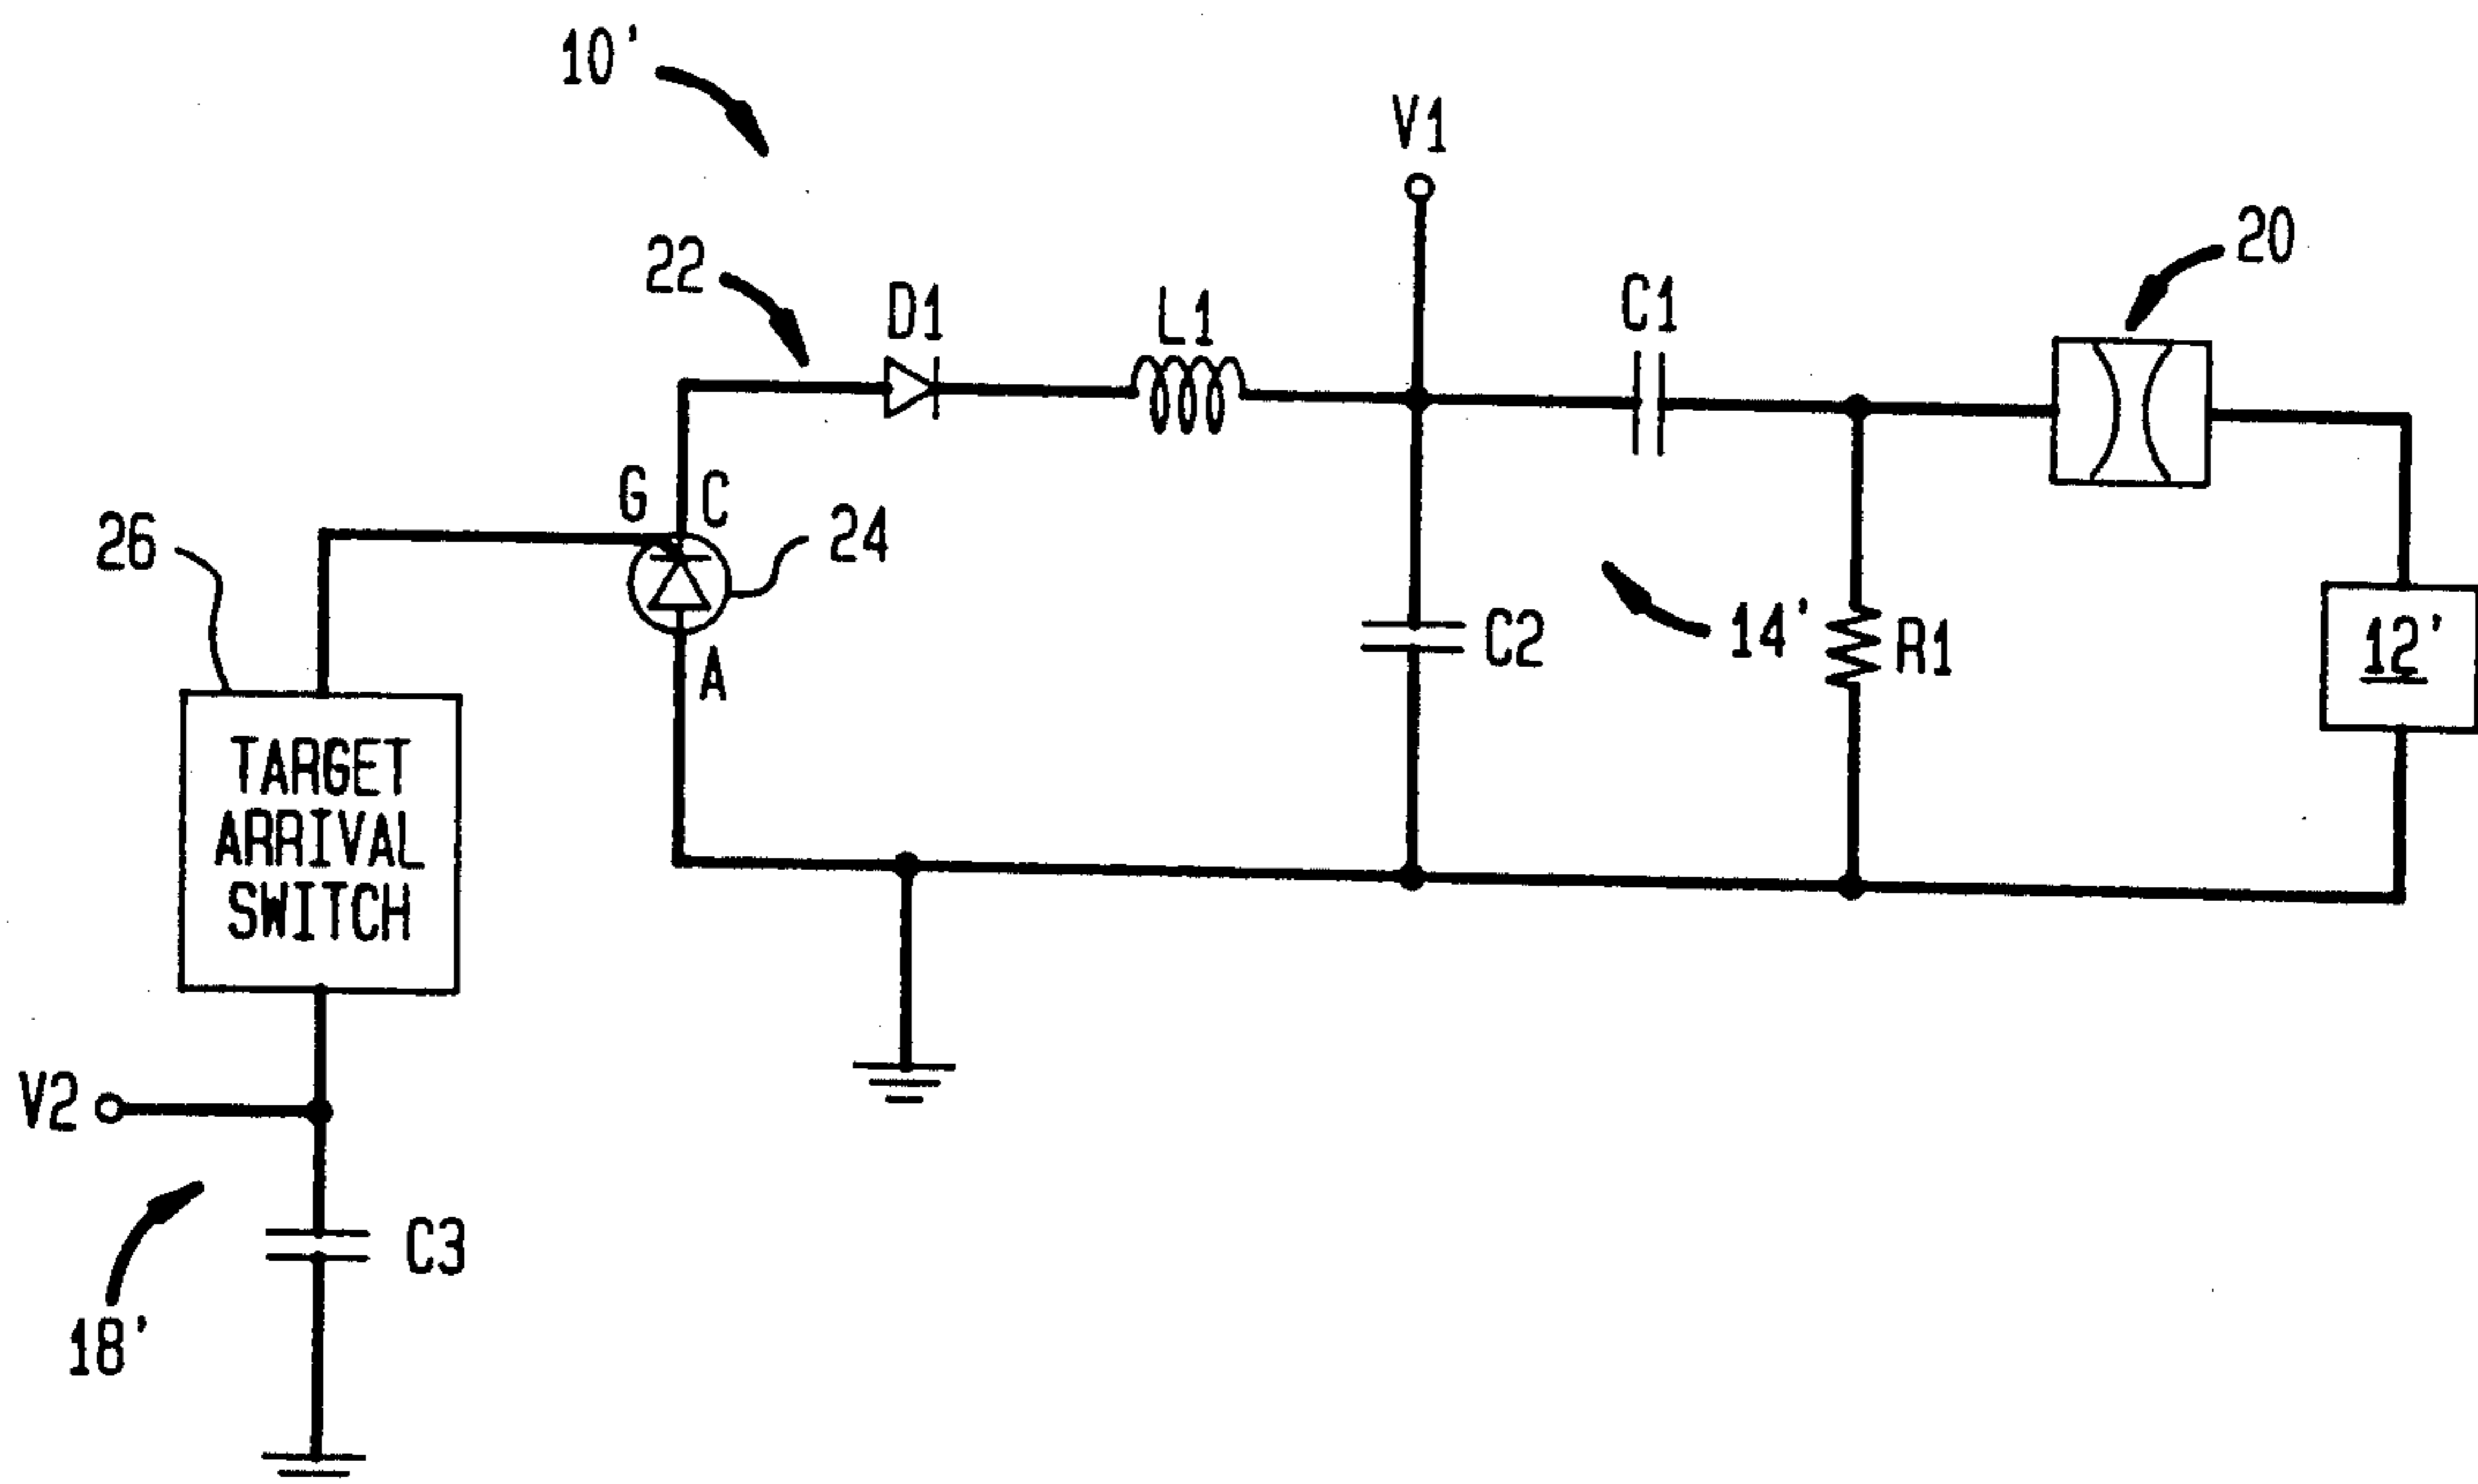 10'
V1
20
22
D1
L1
C1
G C
26
24
A
C2
14'
R1
12'
TARGET
ARRIVAL
SWITCH
V2
C3
18'